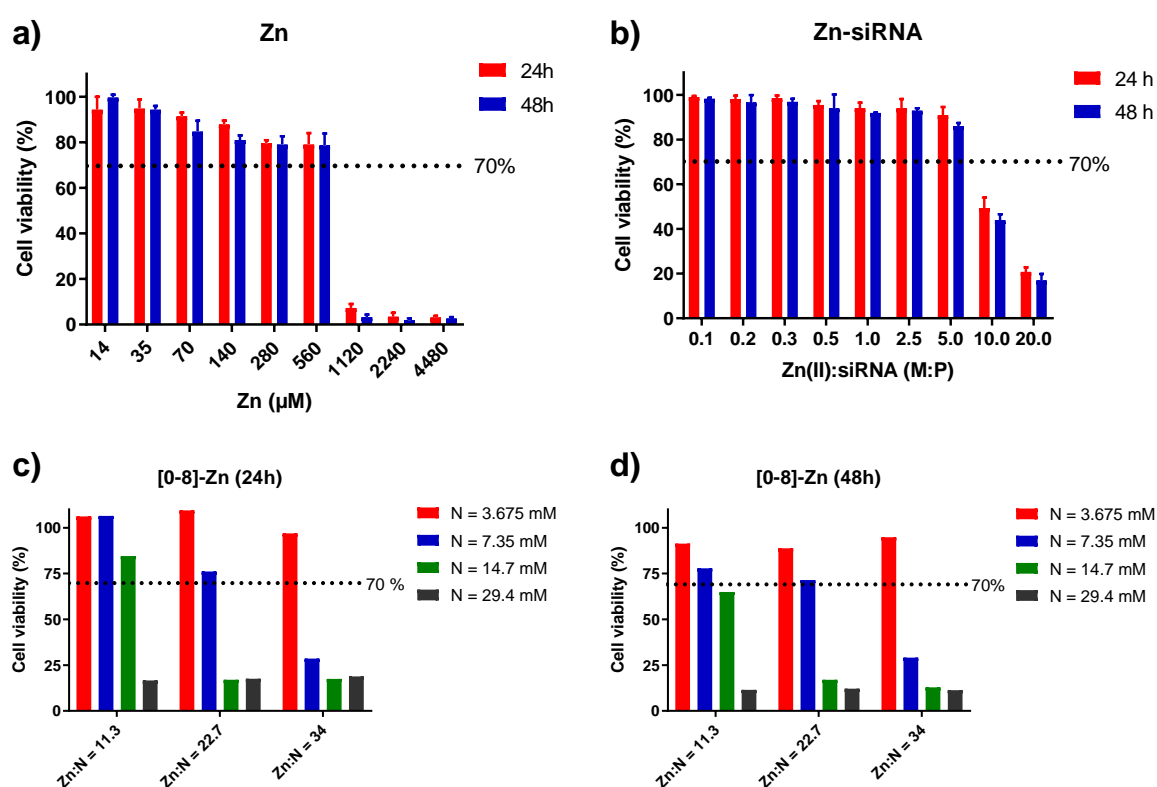 a)
Zn
24h
48h
Cell viability (%)
100
80
60
40
20
0
70%
14 35 70 140 280 560 1120 2240 4480
Zn (µM)
b)
Zn-siRNA
24 h
48 h
Cell viability (%)
100
80
60
40
20
0
70%
0.1 0.2 0.3 0.5 1.0 2.5 5.0 10.0 20.0
Zn(II):siRNA (M:P)
c)
[0-8]-Zn (24h)
N = 3.675 mM
N = 7.35 mM
N = 14.7 mM
N = 29.4 mM
Cell viability (%)
100
75
50
25
0
70 %
Zn:N = 11.3
Zn:N = 22.7
Zn:N = 34
d)
[0-8]-Zn (48h)
N = 3.675 mM
N = 7.35 mM
N = 14.7 mM
N = 29.4 mM
Cell viability (%)
100
75
50
25
0
70%
Zn:N = 11.3
Zn:N = 22.7
Zn:N = 34